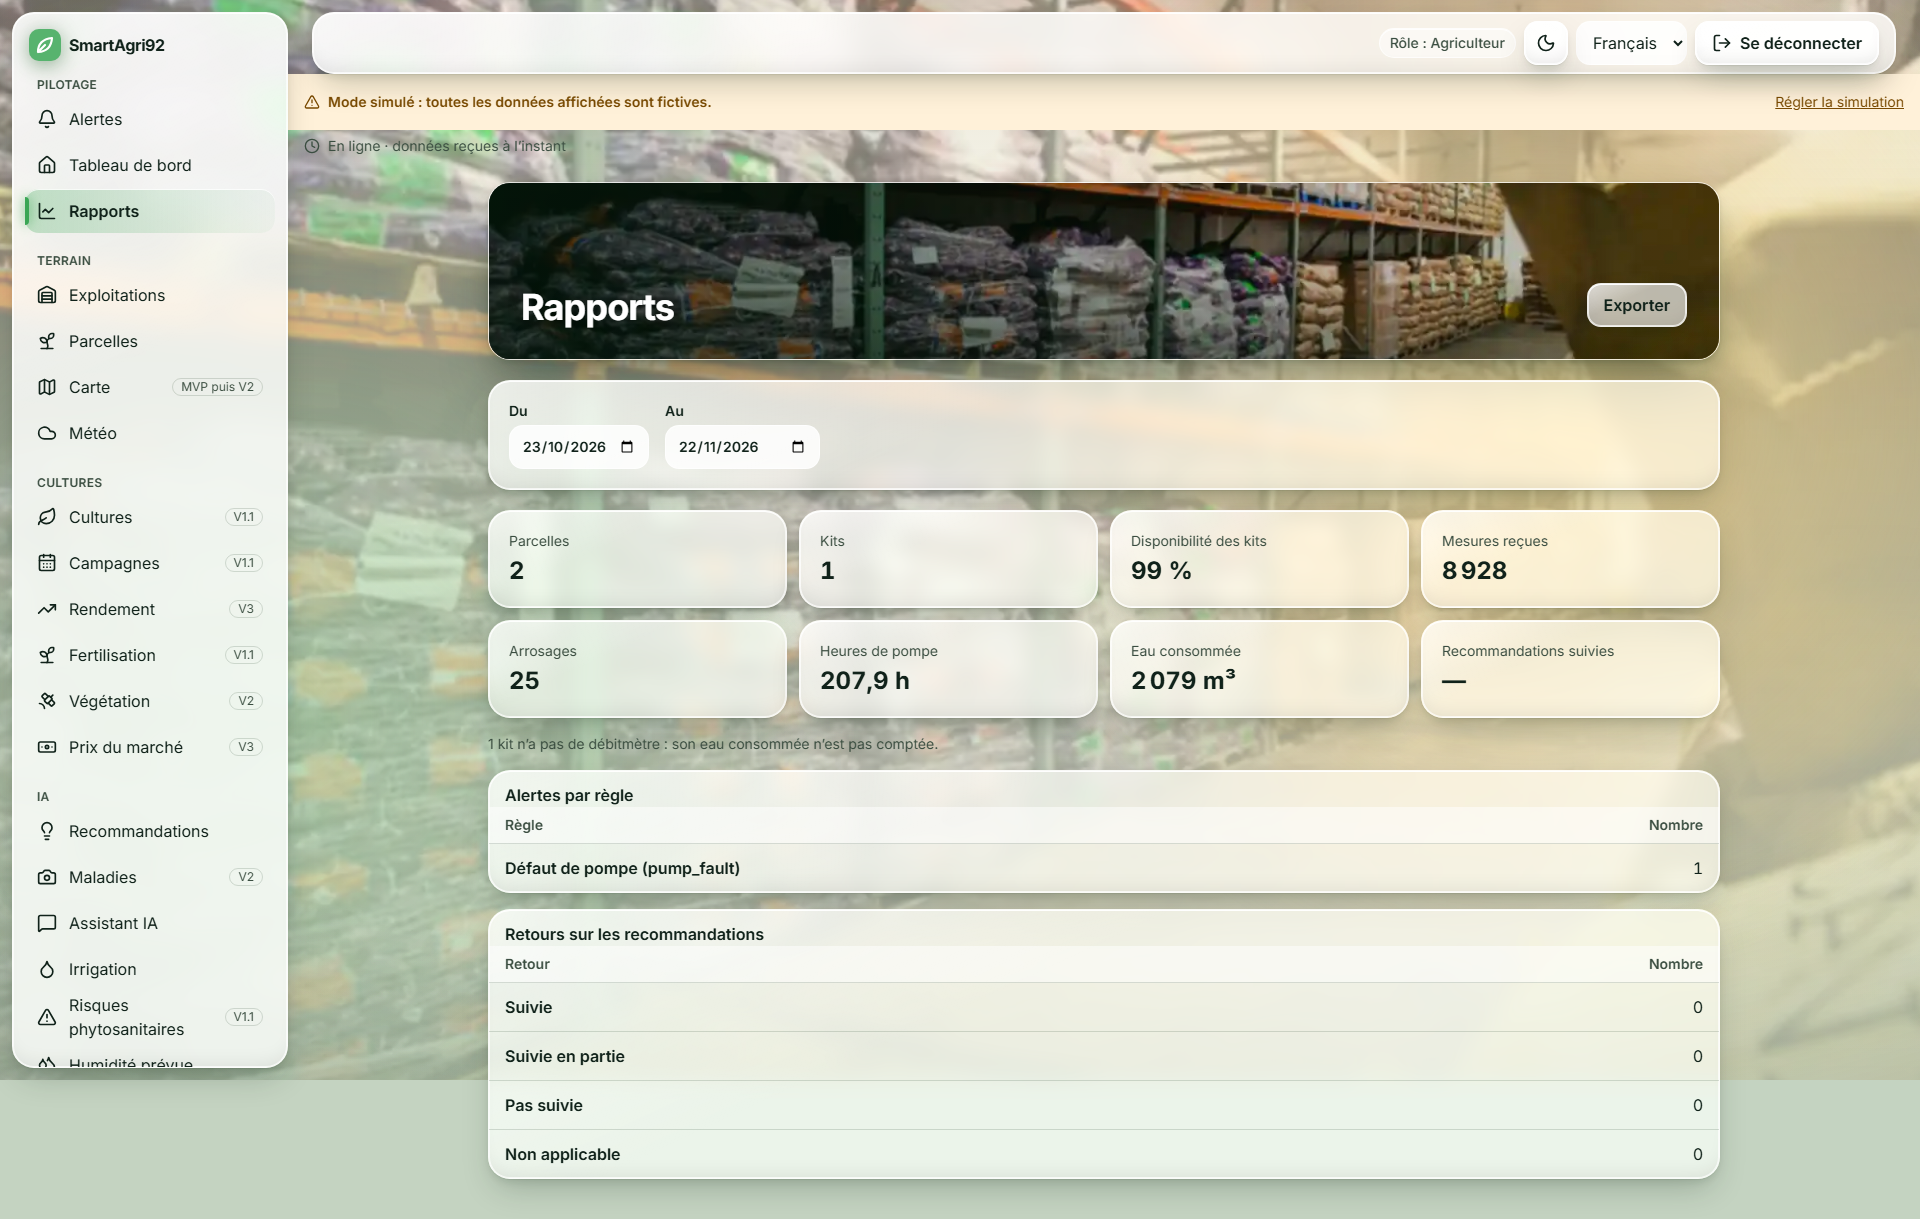 SmartAgri92
PILOTAGE
Alertes
Tableau de bord
Rapports
TERRAIN
Exploitations
Parcelles
Carte MVP puis V2
Météo
CULTURES
Cultures V1.1
Campagnes V1.1
Rendement V3
Fertilisation V1.1
Végétation V2
Prix du marché V3
IA
Recommandations
Maladies V2
Assistant IA
Irrigation
Risques phytosanitaires V1.1
Humidité prévue
Rôle : Agriculteur
Français
Se déconnecter
Mode simulé : toutes les données affichées sont fictives.
Régler la simulation
En ligne · données reçues à l'instant
Rapports
Exporter
Du
Au
23/10/2026
22/11/2026
Parcelles
2
Kits
1
Disponibilité des kits
99 %
Mesures reçues
8 928
Arrosages
25
Heures de pompe
207,9 h
Eau consommée
2 079 m³
Recommandations suivies
—
1 kit n'a pas de débitmètre : son eau consommée n'est pas comptée.
Alertes par règle
Règle Nombre
Défaut de pompe (pump_fault) 1
Retours sur les recommandations
Retour Nombre
Suivie 0
Suivie en partie 0
Pas suivie 0
Non applicable 0